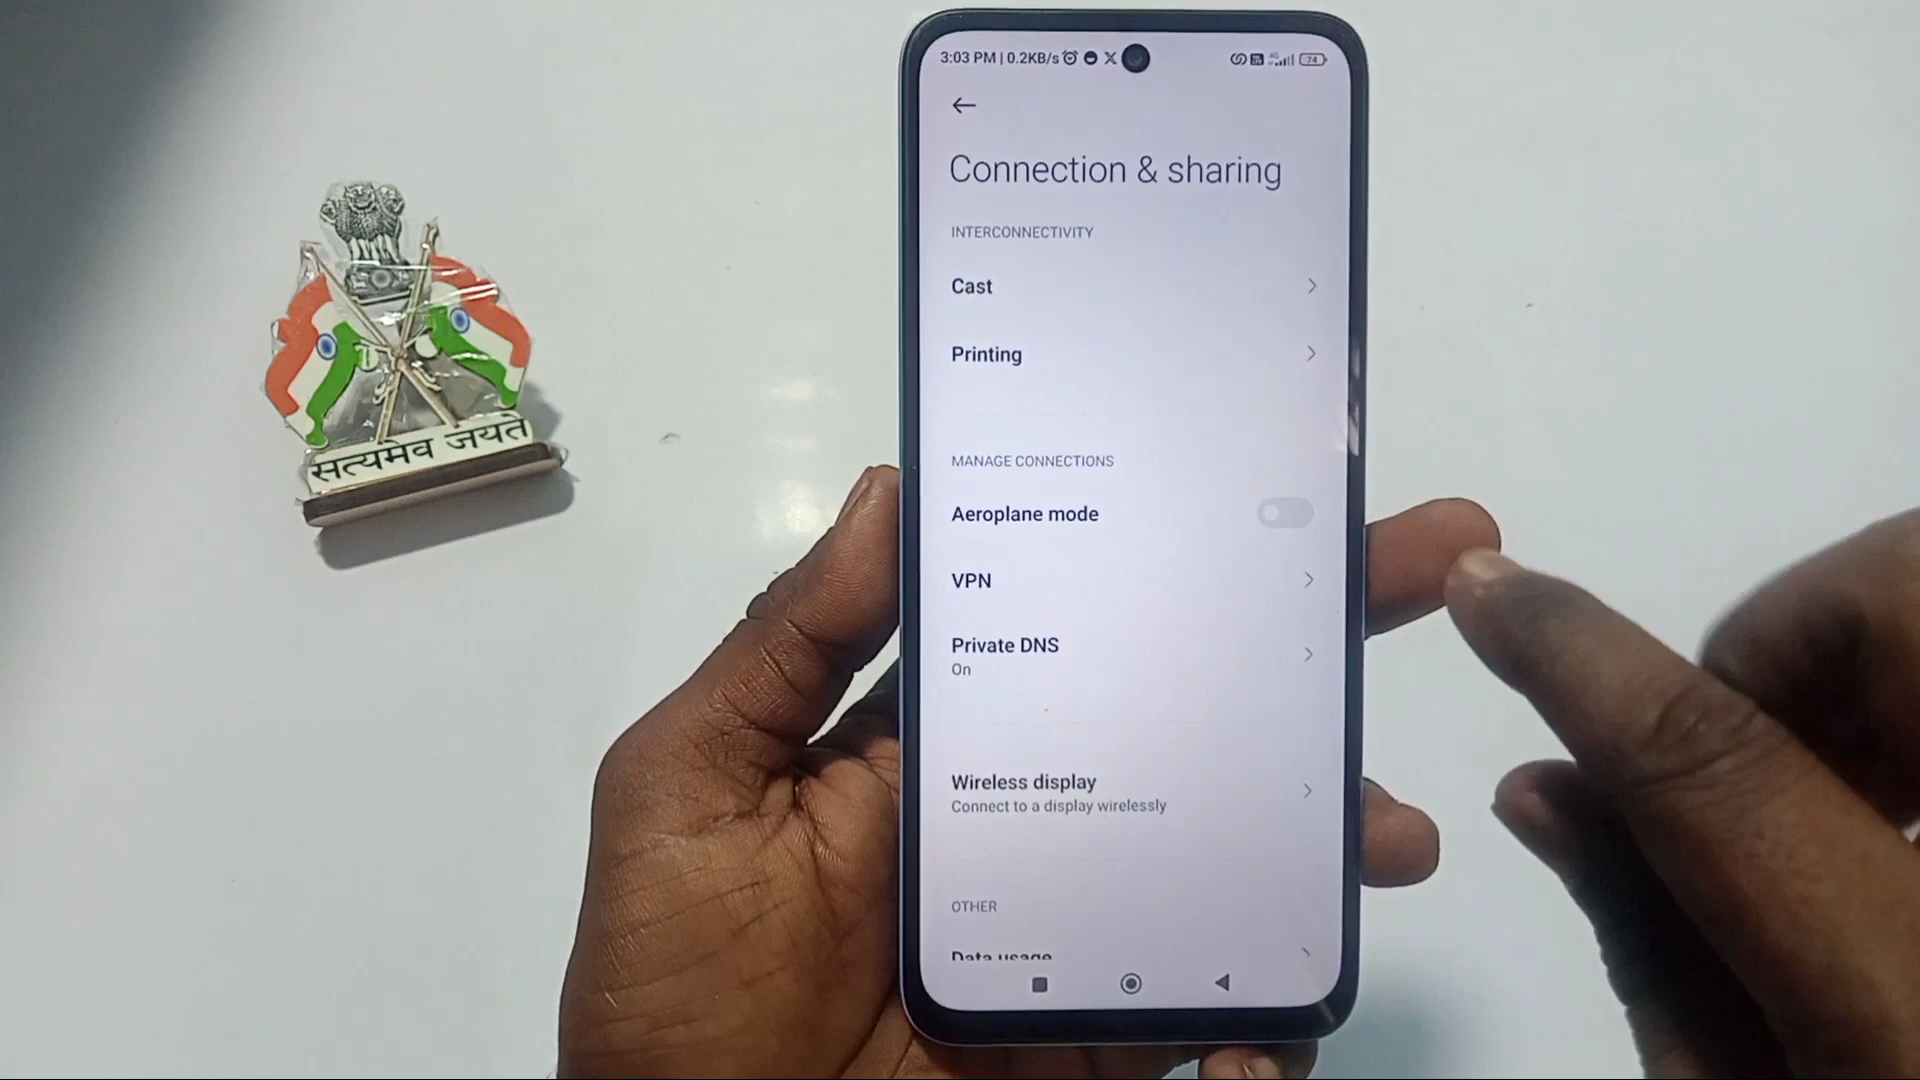 3:03 PM | 0.2KB/s
74
Connection & sharing
INTERCONNECTIVITY
Cast
Printing
MANAGE CONNECTIONS
Aeroplane mode
VPN
Private DNS
On
Wireless display
Connect to a display wirelessly
OTHER
Data usage
सत्यमेव जयते